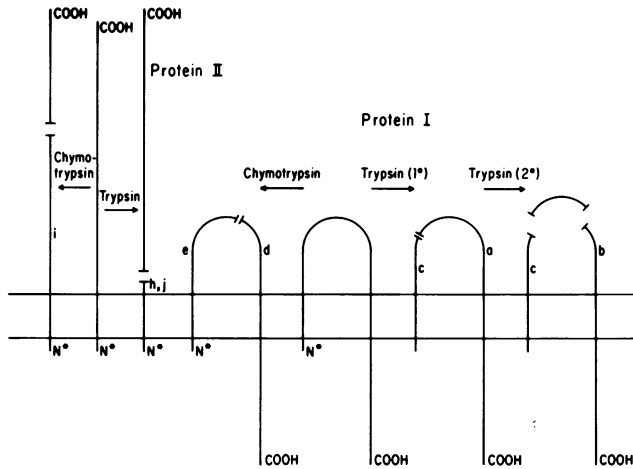 COOH
COOH
COOH
Protein II
Protein I
Chymo-
trypsin
Trypsin
Chymotrypsin
Trypsin (1°)
Trypsin (2°)
i
h,j
e
d
c
a
c
b
N*
N*
N*
N*
N*
COOH
COOH
COOH
COOH